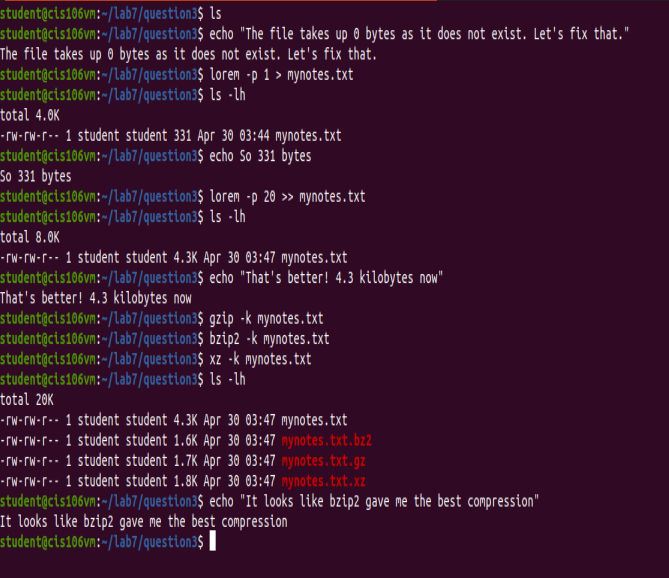 student@cis106vm:~/lab7/question3$ ls
student@cis106vm:~/lab7/question3$ echo "The file takes up 0 bytes as it does not exist. Let's fix that."
The file takes up 0 bytes as it does not exist. Let's fix that.
student@cis106vm:~/lab7/question3$ lorem -p 1 > mynotes.txt
student@cis106vm:~/lab7/question3$ ls -lh
total 4.0K
-rw-rw-r-- 1 student student 331 Apr 30 03:44 mynotes.txt
student@cis106vm:~/lab7/question3$ echo So 331 bytes
So 331 bytes
student@cis106vm:~/lab7/question3$ lorem -p 20 >> mynotes.txt
student@cis106vm:~/lab7/question3$ ls -lh
total 8.0K
-rw-rw-r-- 1 student student 4.3K Apr 30 03:47 mynotes.txt
student@cis106vm:~/lab7/question3$ echo "That's better! 4.3 kilobytes now"
That's better! 4.3 kilobytes now
student@cis106vm:~/lab7/question3$ gzip -k mynotes.txt
student@cis106vm:~/lab7/question3$ bzip2 -k mynotes.txt
student@cis106vm:~/lab7/question3$ xz -k mynotes.txt
student@cis106vm:~/lab7/question3$ ls -lh
total 20K
-rw-rw-r-- 1 student student 4.3K Apr 30 03:47 mynotes.txt
-rw-rw-r-- 1 student student 1.6K Apr 30 03:47 mynotes.txt.bz2
-rw-rw-r-- 1 student student 1.7K Apr 30 03:47 mynotes.txt.gz
-rw-rw-r-- 1 student student 1.8K Apr 30 03:47 mynotes.txt.xz
student@cis106vm:~/lab7/question3$ echo "It looks like bzip2 gave me the best compression"
It looks like bzip2 gave me the best compression
student@cis106vm:~/lab7/question3$